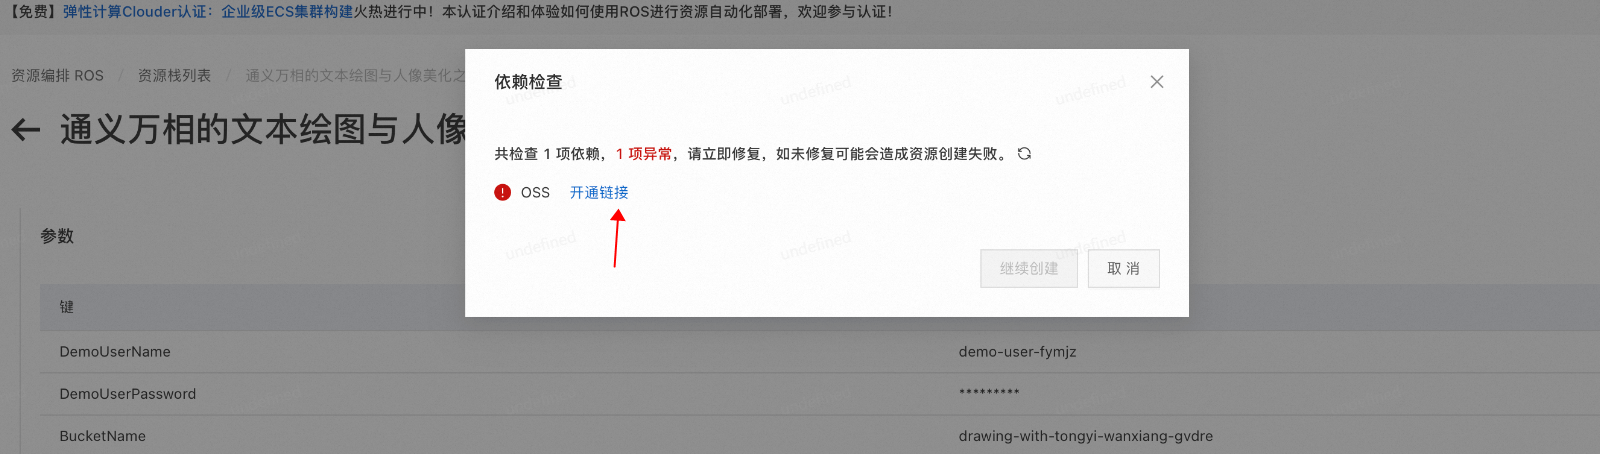 【免费】弹性计算Clouder认证：企业级ECS集群构建火热进行中！本认证介绍和体验如何使用ROS进行资源自动化部署，欢迎参与认证！
资源编排 ROS / 资源栈列表 / 通义万相的文本绘图与人像美化之
通义万相的文本绘图与人像
依赖检查
共检查 1 项依赖，1 项异常，请立即修复，如未修复可能会造成资源创建失败。
OSS 开通链接
继续创建 取 消
参数
键
DemoUserName demo-user-fymjz
DemoUserPassword *********
BucketName drawing-with-tongyi-wanxiang-gvdre
undefined undefined undefined
undefined undefined undefined